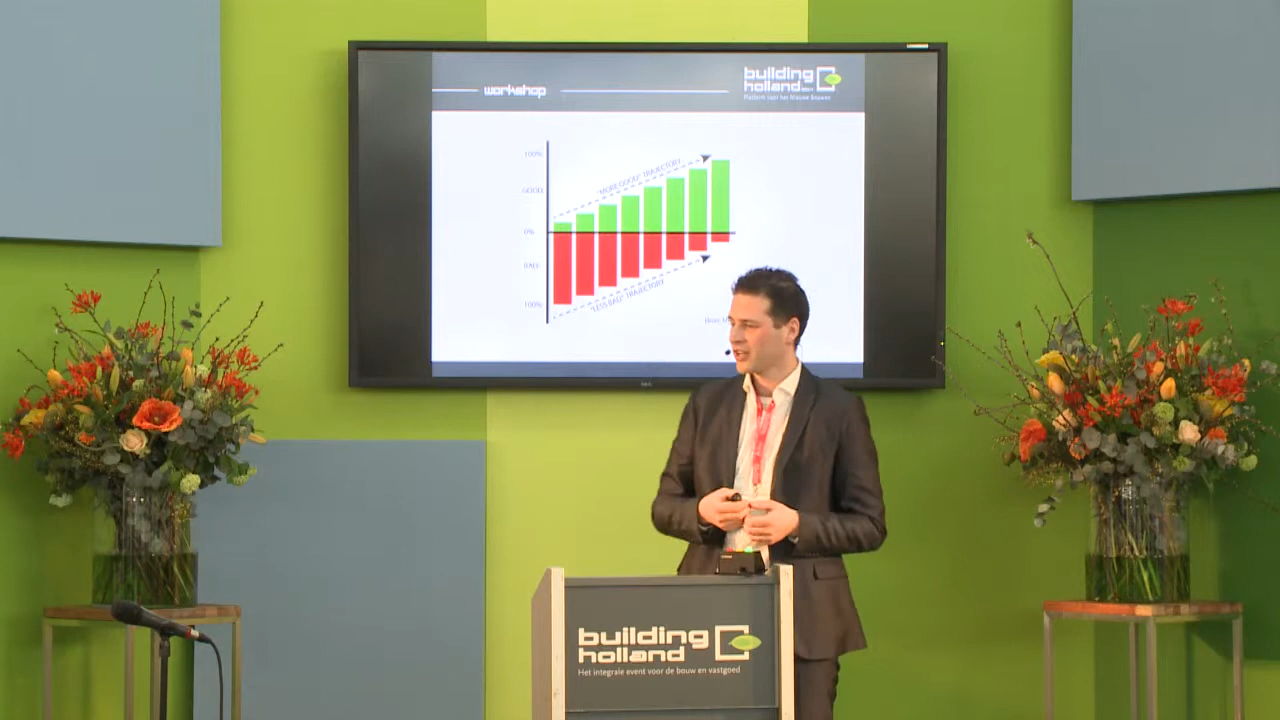 workshop
building
holland
Platform voor het Nieuwe Bouwen
100%
"MORE GOOD" TRAJECTORY
GOOD
0%
BAD
100%
"LESS BAD" TRAJECTORY
building
holland
Het integrale event voor de bouw en vastgoed